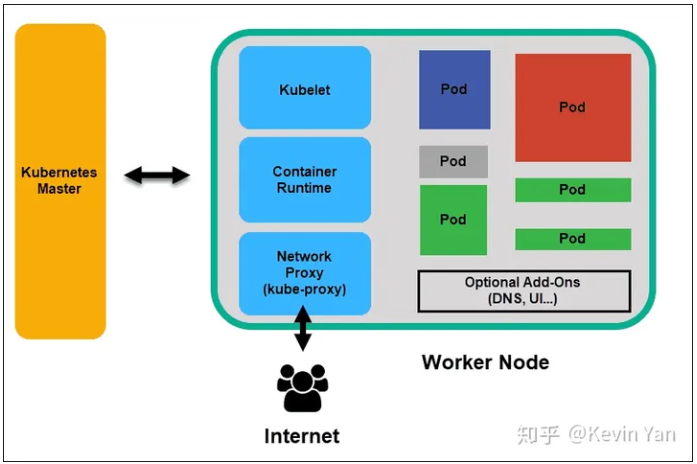 Kubernetes
Master
Kubelet
Container
Runtime
Network
Proxy
(kube-proxy)
Pod
Pod
Pod
Pod
Pod
Pod
Optional Add-Ons
(DNS, UI...)
Worker Node
Internet
知乎 @Kevin Yan